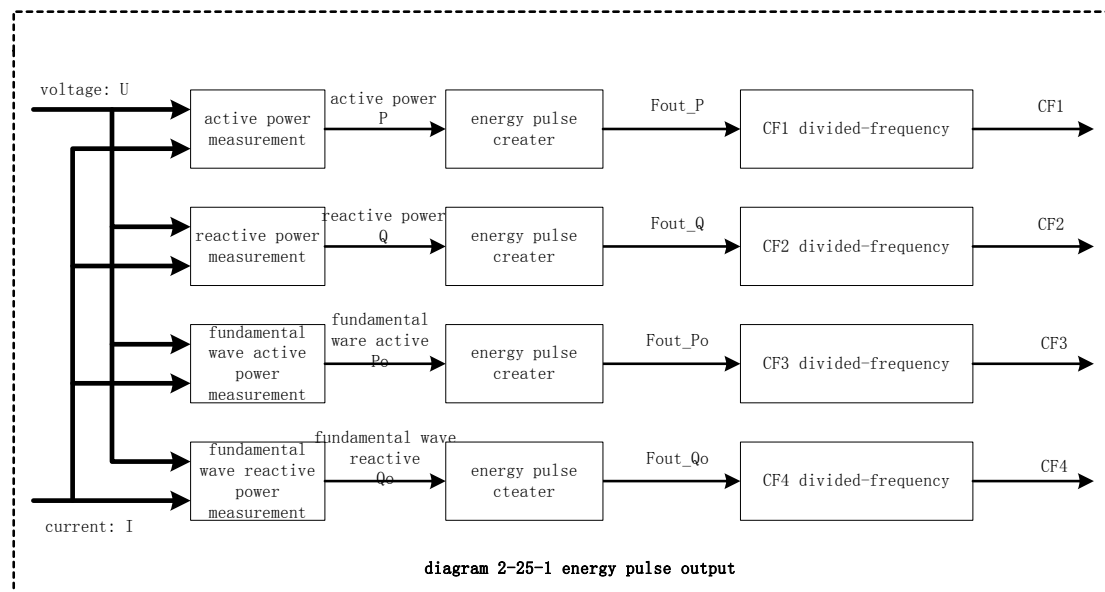 voltage: U
active power
measurement
active power
P
energy pulse
creater
Fout_P
CF1 divided-frequency
CF1
reactive power
measurement
reactive power
Q
energy pulse
creater
Fout_Q
CF2 divided-frequency
CF2
fundamental
wave active
power
measurement
fundamental
ware active
Po
energy pulse
creater
Fout_Po
CF3 divided-frequency
CF3
fundamental
wave reactive
power
measurement
fundamental wave
reactive
Qo
energy pulse
cteater
Fout_Qo
CF4 divided-frequency
CF4
current: I
diagram 2-25-1 energy pulse output